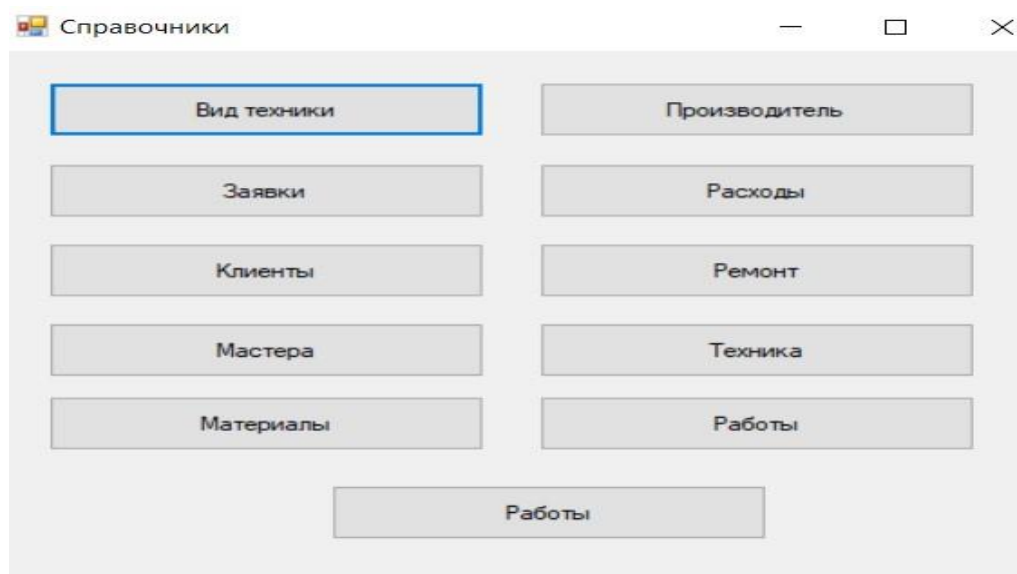 Справочники
Вид техники
Производитель
Заявки
Расходы
Клиенты
Ремонт
Мастера
Техника
Материалы
Работы
Работы